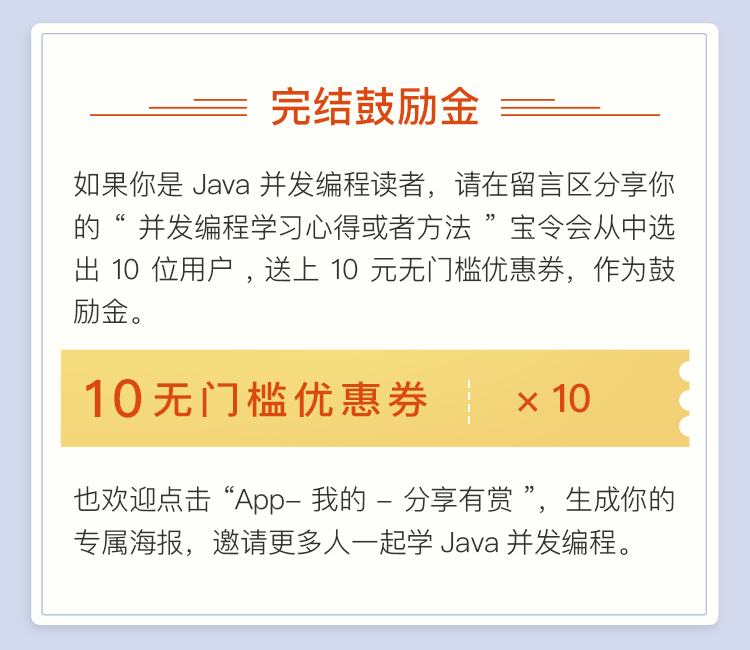 完结鼓励金
如果你是 Java 并发编程读者，请在留言区分享你
的 “ 并发编程学习心得或者方法 ” 宝令会从中选
出 10 位用户 , 送上 10 元无门槛优惠券，作为鼓
励金。
10 无门槛优惠券 × 10
也欢迎点击 “App- 我的 - 分享有赏 ”，生成你的
专属海报，邀请更多人一起学 Java 并发编程。